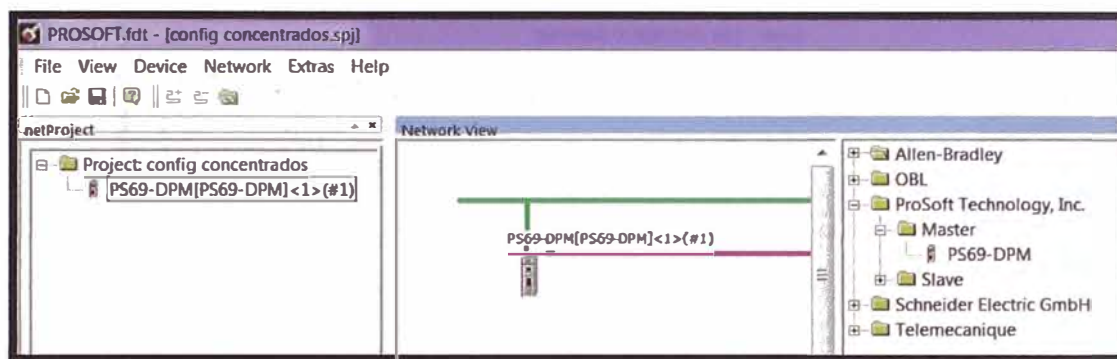 PROSOFT.fdt - [config concentrados.spj]
File View Device Network Extras Help
netProject
Network View
Project: config concentrados
PS69-DPM[PS69-DPM]<1>(#1)
PS69-DPM[PS69-DPM]<1>(#1)
Allen-Bradley
OBL
ProSoft Technology, Inc.
Master
PS69-DPM
Slave
Schneider Electric GmbH
Telemecanique